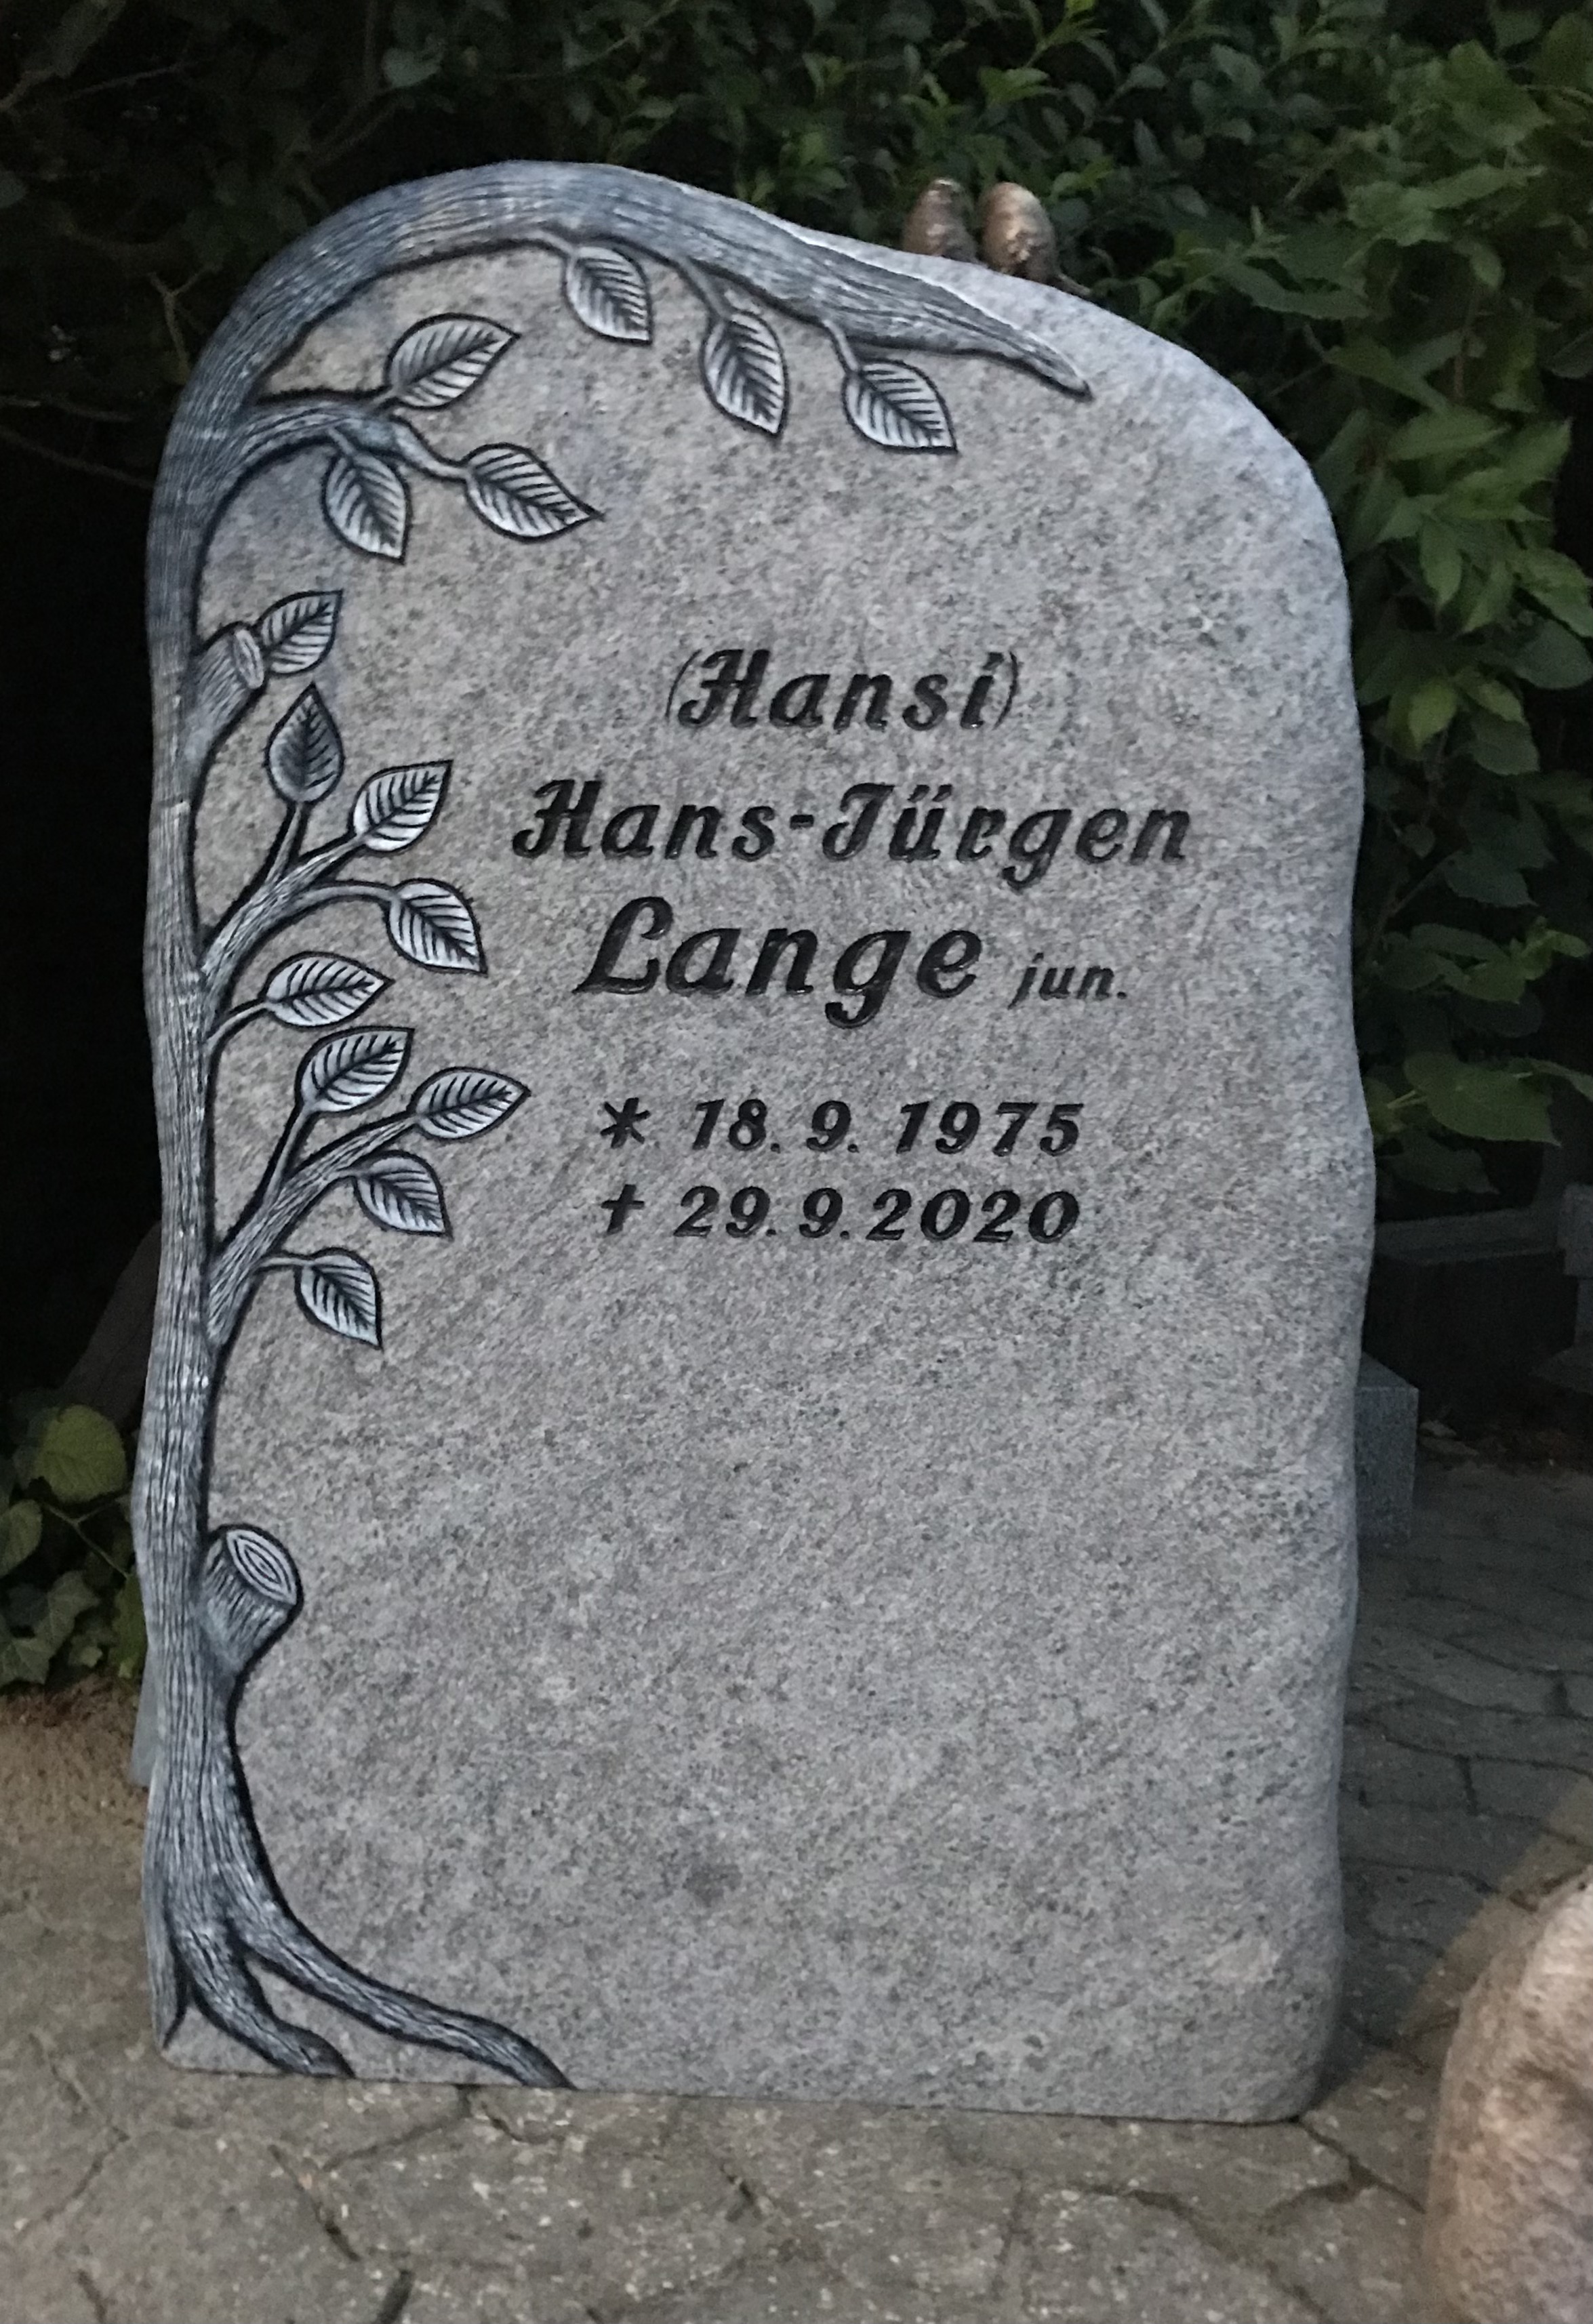 (Hansi)
Hans-Jürgen
Lange jun.
* 18. 9. 1975
† 29. 9. 2020